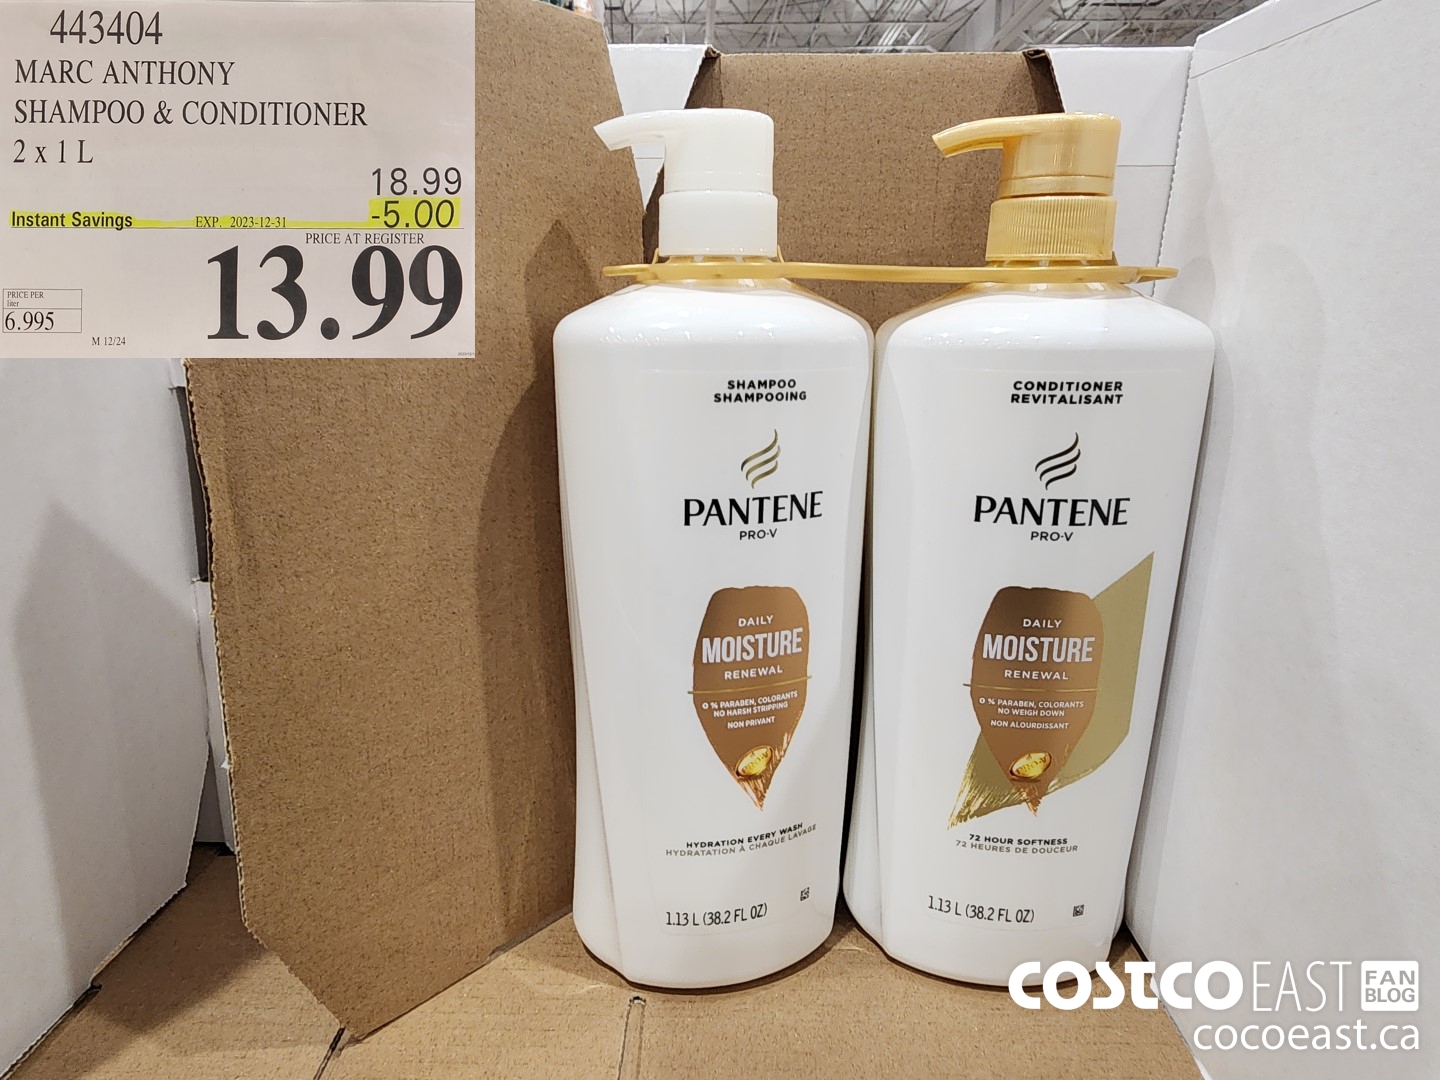 443404
MARC ANTHONY
SHAMPOO & CONDITIONER
2 x 1 L
18.99
Instant Savings EXP. 2023-12-31 -5.00
PRICE AT REGISTER
13.99
PRICE PER
liter
6.995
M 12/24
SHAMPOO
SHAMPOOING
PANTENE
PRO-V
DAILY
MOISTURE
RENEWAL
0 % PARABEN, COLORANTS
NO HARSH STRIPPING
NON PRIVANT
HYDRATION EVERY WASH
HYDRATATION À CHAQUE LAVAGE
1.13 L (38.2 FL OZ)
CONDITIONER
REVITALISANT
PANTENE
PRO-V
DAILY
MOISTURE
RENEWAL
0 % PARABEN, COLORANTS
NO WEIGH DOWN
NON ALOURDISSANT
72 HOUR SOFTNESS
72 HEURES DE DOUCEUR
1.13 L (38.2 FL OZ)
COSTCO EAST FAN BLOG
cocoeast.ca